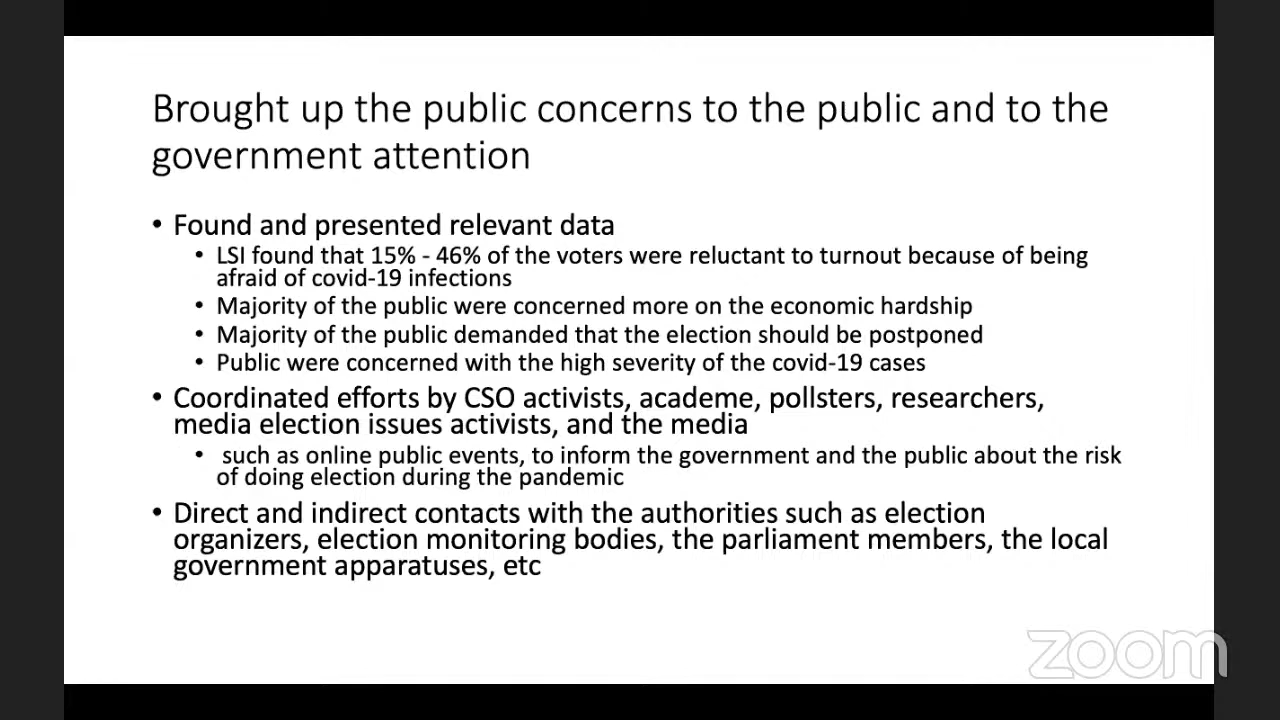 Brought up the public concerns to the public and to the
government attention
• Found and presented relevant data
• LSI found that 15% - 46% of the voters were reluctant to turnout because of being
afraid of covid-19 infections
• Majority of the public were concerned more on the economic hardship
• Majority of the public demanded that the election should be postponed
• Public were concerned with the high severity of the covid-19 cases
• Coordinated efforts by CSO activists, academe, pollsters, researchers,
media election issues activists, and the media
• such as online public events, to inform the government and the public about the risk
of doing election during the pandemic
• Direct and indirect contacts with the authorities such as election
organizers, election monitoring bodies, the parliament members, the local
government apparatuses, etc
zoom